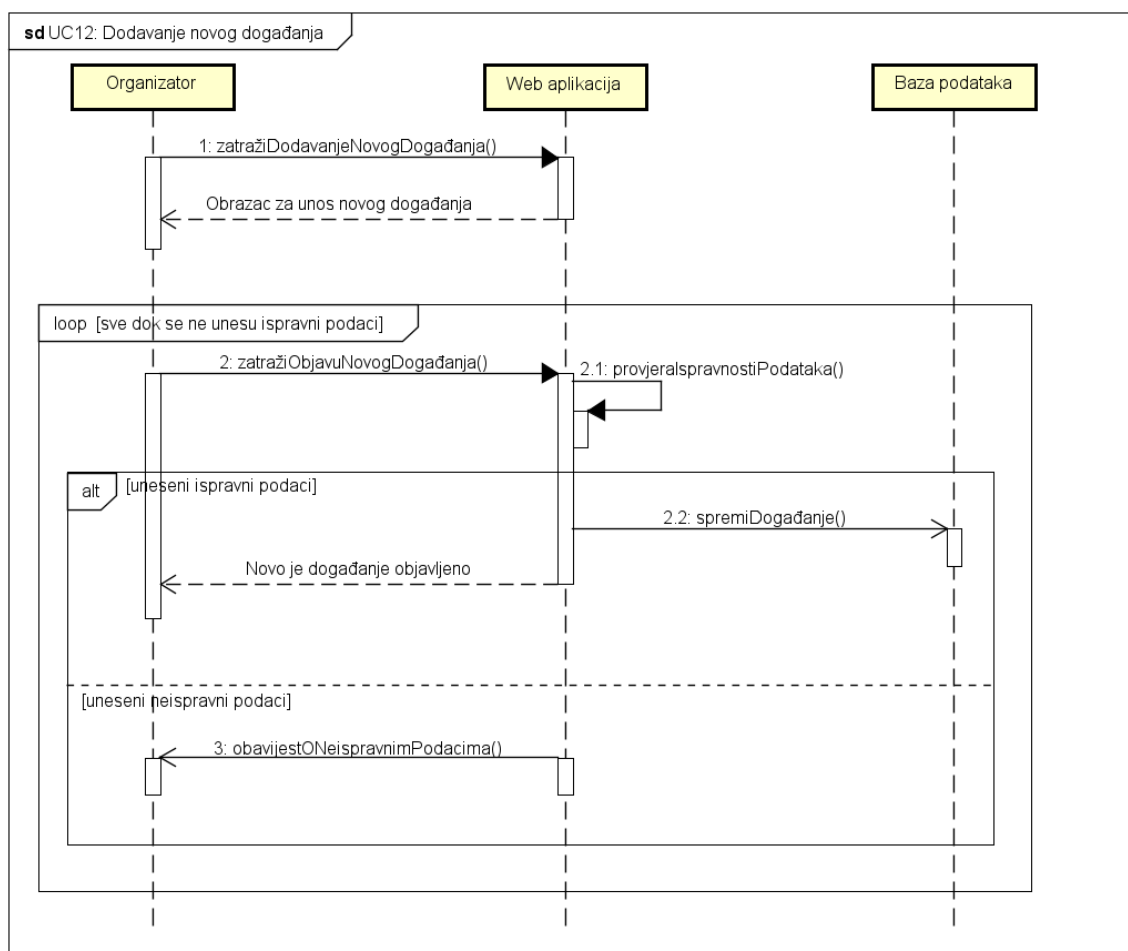 sd UC12: Dodavanje novog događanja
Organizator
Web aplikacija
Baza podataka
1: zatražiDodavanjeNovogDogađanja()
Obrazac za unos novog događanja
loop [sve dok se ne unesu ispravni podaci]
2: zatražiObjavuNovogDogađanja()
2.1: provjeraIspravnostiPodataka()
alt [uneseni ispravni podaci]
2.2: spremiDogađanje()
Novo je događanje objavljeno
[uneseni neispravni podaci]
3: obavijestONeispravnimPodacima()